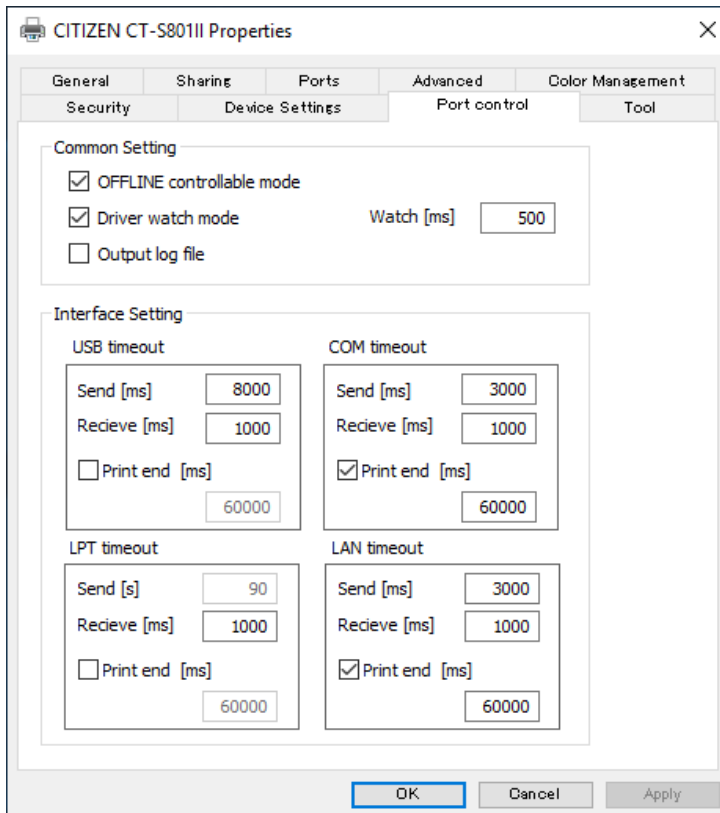 CITIZEN CT-S801II Properties
General Sharing Ports Advanced Color Management
Security Device Settings Port control Tool
Common Setting
OFFLINE controllable mode
Driver watch mode Watch [ms] 500
Output log file
Interface Setting
USB timeout COM timeout
Send [ms] 8000 Send [ms] 3000
Recieve [ms] 1000 Recieve [ms] 1000
Print end [ms] Print end [ms]
60000 60000
LPT timeout LAN timeout
Send [s] 90 Send [ms] 3000
Recieve [ms] 1000 Recieve [ms] 1000
Print end [ms] Print end [ms]
60000 60000
OK Cancel Apply